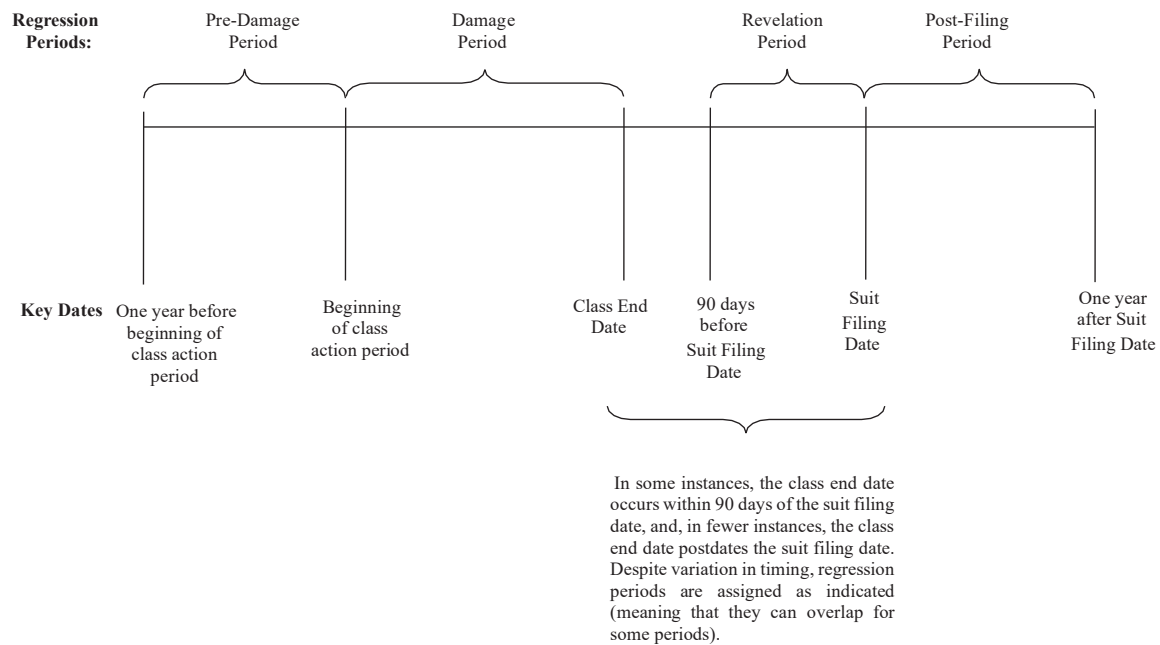 Regression
Periods:
Pre-Damage
Period
Damage
Period
Revelation
Period
Post-Filing
Period
Key Dates
One year before
beginning of
class action
period
Beginning
of class
action period
Class End
Date
90 days
before
Suit Filing
Date
Suit
Filing
Date
One year
after Suit
Filing Date
In some instances, the class end date
occurs within 90 days of the suit filing
date, and, in fewer instances, the class
end date postdates the suit filing date.
Despite variation in timing, regression
periods are assigned as indicated
(meaning that they can overlap for
some periods).